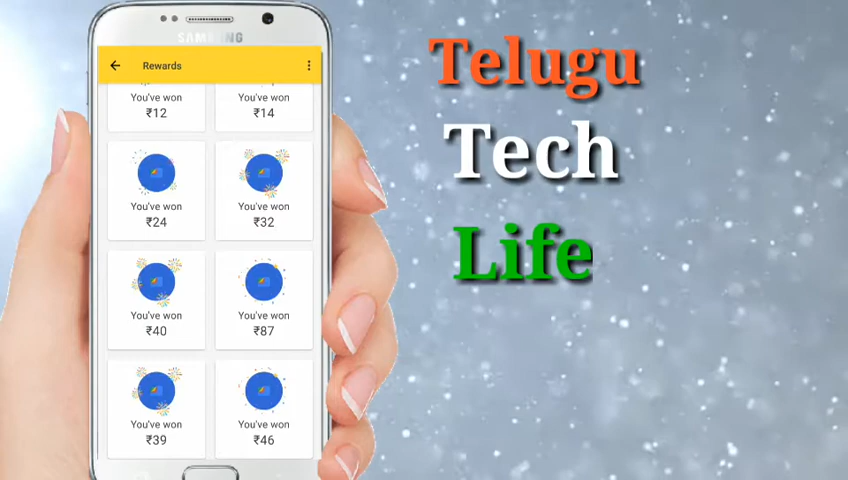 SAMSUNG
Rewards
You've won
₹12
You've won
₹14
You've won
₹24
You've won
₹32
You've won
₹40
You've won
₹87
You've won
₹39
You've won
₹46
Telugu
Tech
Life